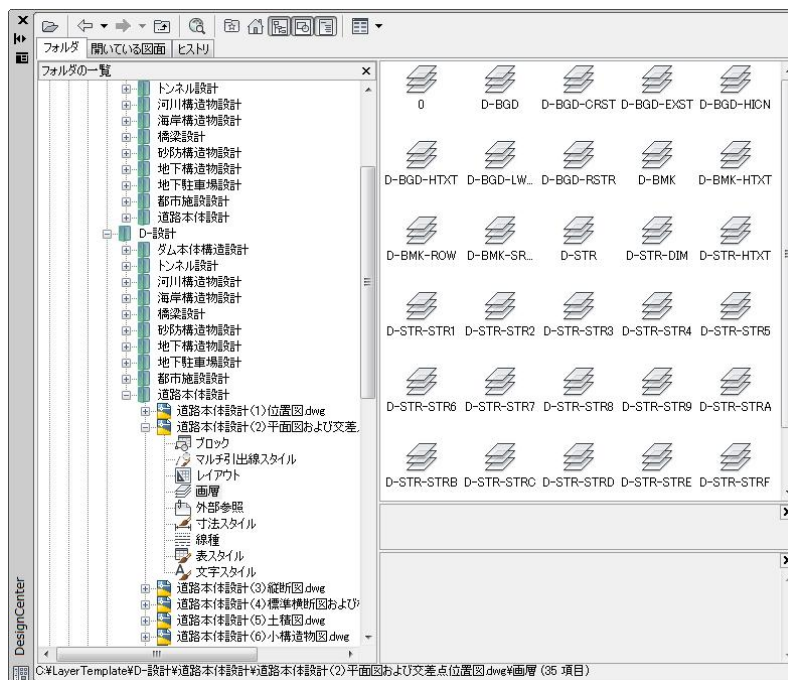 フォルダ 開いている図面 ヒストリ
フォルダの一覧
トンネル設計
河川構造物設計
海岸構造物設計
橋梁設計
砂防構造物設計
地下構造物設計
地下駐車場設計
都市施設設計
道路本体設計
D-設計
ダム本体構造設計
トンネル設計
河川構造物設計
海岸構造物設計
橋梁設計
砂防構造物設計
地下構造物設計
地下駐車場設計
都市施設設計
道路本体設計
道路本体設計(1)位置図.dwg
道路本体設計(2)平面図および交差点
ブロック
マルチ引出線スタイル
レイアウト
画層
外部参照
寸法スタイル
線種
表スタイル
文字スタイル
道路本体設計(3)縦断図.dwg
道路本体設計(4)標準横断図および
道路本体設計(5)土積図.dwg
道路本体設計(6)小構造物図.dwg
0 D-BGD D-BGD-CRST D-BGD-EXST D-BGD-HICN
D-BGD-HTXT D-BGD-LW... D-BGD-RSTR D-BMK D-BMK-HTXT
D-BMK-ROW D-BMK-SR... D-STR D-STR-DIM D-STR-HTXT
D-STR-STR1 D-STR-STR2 D-STR-STR3 D-STR-STR4 D-STR-STR5
D-STR-STR6 D-STR-STR7 D-STR-STR8 D-STR-STR9 D-STR-STRA
D-STR-STRB D-STR-STRC D-STR-STRD D-STR-STRE D-STR-STRF
DesignCenter
C:¥LayerTemplate¥D-設計¥道路本体設計¥道路本体設計(2)平面図および交差点位置図.dwg¥画層 (35 項目)